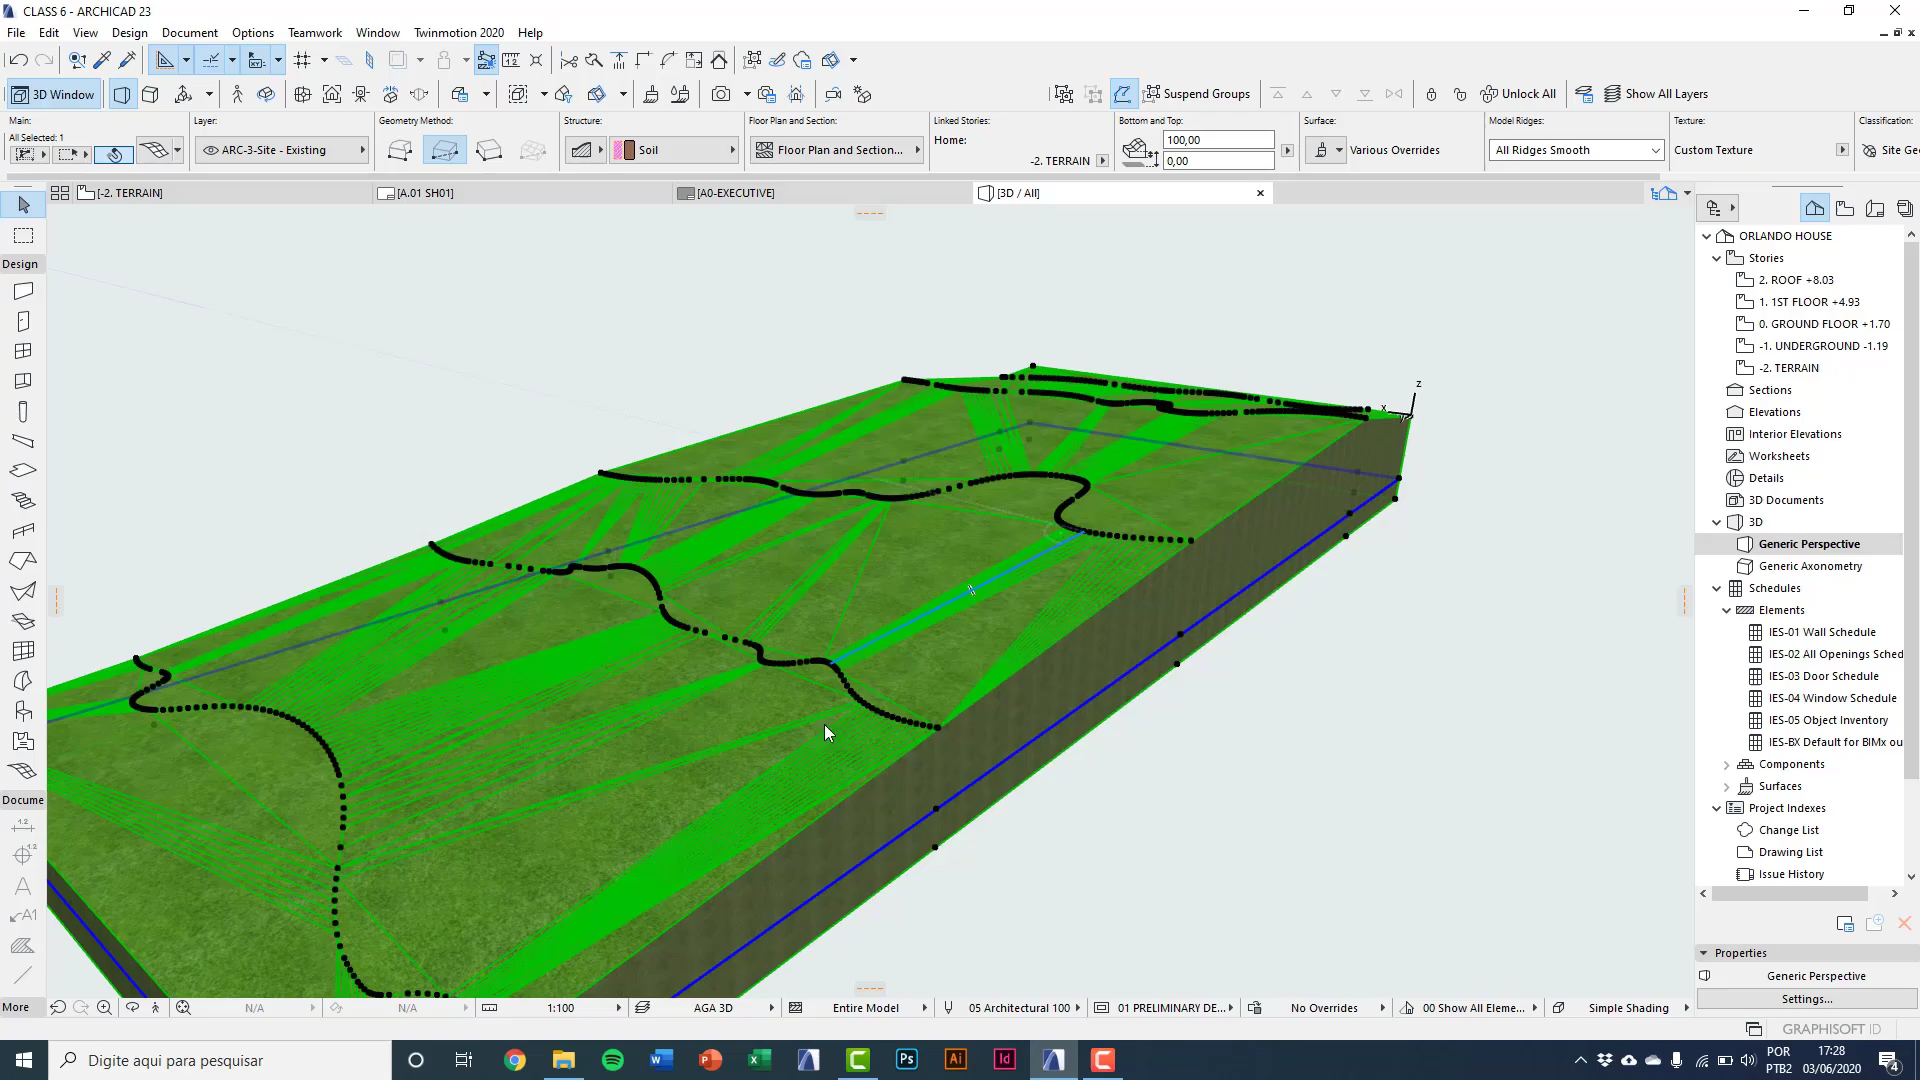 CLASS 6 - ARCHICAD 23
File Edit View Design Document Options Teamwork Window Twinmotion 2020 Help
3D Window
Suspend Groups
Unlock All
Show All Layers
Main:
All Selected: 1
Layer:
ARC-3-Site - Existing
Geometry Method:
Structure:
Soil
Floor Plan and Section:
Floor Plan and Section...
Linked Stories:
Home:
-2. TERRAIN
Bottom and Top:
100,00
0,00
Surface:
Various Overrides
Model Ridges:
All Ridges Smooth
Texture:
Custom Texture
Classification:
Site Ge
[-2. TERRAIN]
[A.01 SH01]
[A0-EXECUTIVE]
[3D / All]
Design
Docume
1.2
1.2
A
A1
More
z
x
ORLANDO HOUSE
Stories
2. ROOF +8.03
1. 1ST FLOOR +4.93
0. GROUND FLOOR +1.70
-1. UNDERGROUND -1.19
-2. TERRAIN
Sections
Elevations
Interior Elevations
Worksheets
Details
3D Documents
3D
Generic Perspective
Generic Axonometry
Schedules
Elements
IES-01 Wall Schedule
IES-02 All Openings Sched
IES-03 Door Schedule
IES-04 Window Schedule
IES-05 Object Inventory
IES-BX Default for BIMx ou
Components
Surfaces
Project Indexes
Change List
Drawing List
Issue History
Properties
Generic Perspective
Settings...
N/A
N/A
1:100
AGA 3D
Entire Model
05 Architectural 100
01 PRELIMINARY DE...
No Overrides
00 Show All Eleme...
Simple Shading
GRAPHISOFT ID
Digite aqui para pesquisar
POR
PTB2
17:28
03/06/2020
4